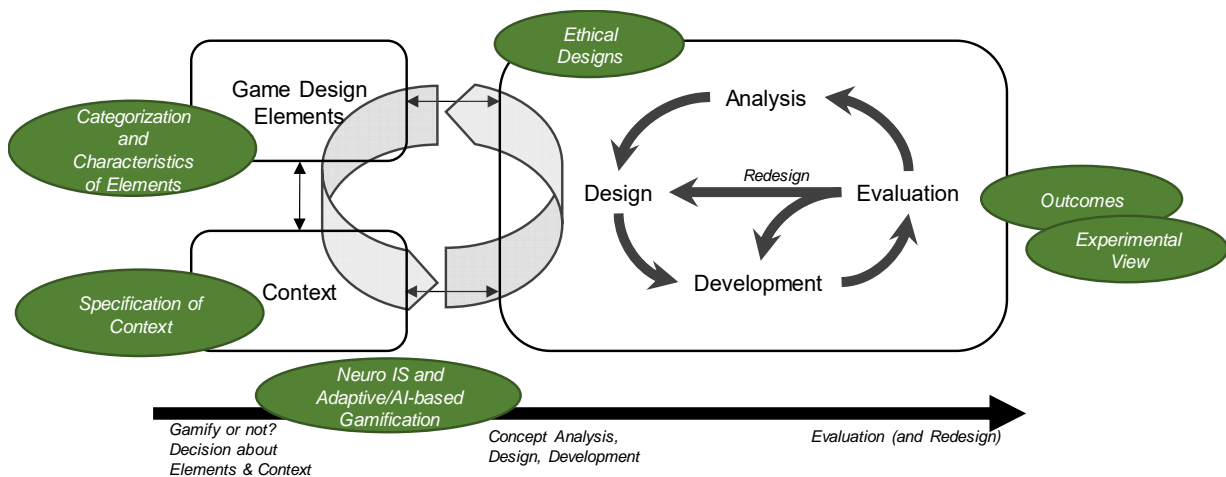 Ethical
Designs
Game Design
Elements
Categorization
and
Characteristics
of Elements
Analysis
Design
Redesign
Evaluation
Development
Outcomes
Experimental
View
Context
Specification of
Context
Neuro IS and
Adaptive/AI-based
Gamification
Gamify or not?
Decision about
Elements & Context
Concept Analysis,
Design, Development
Evaluation (and Redesign)